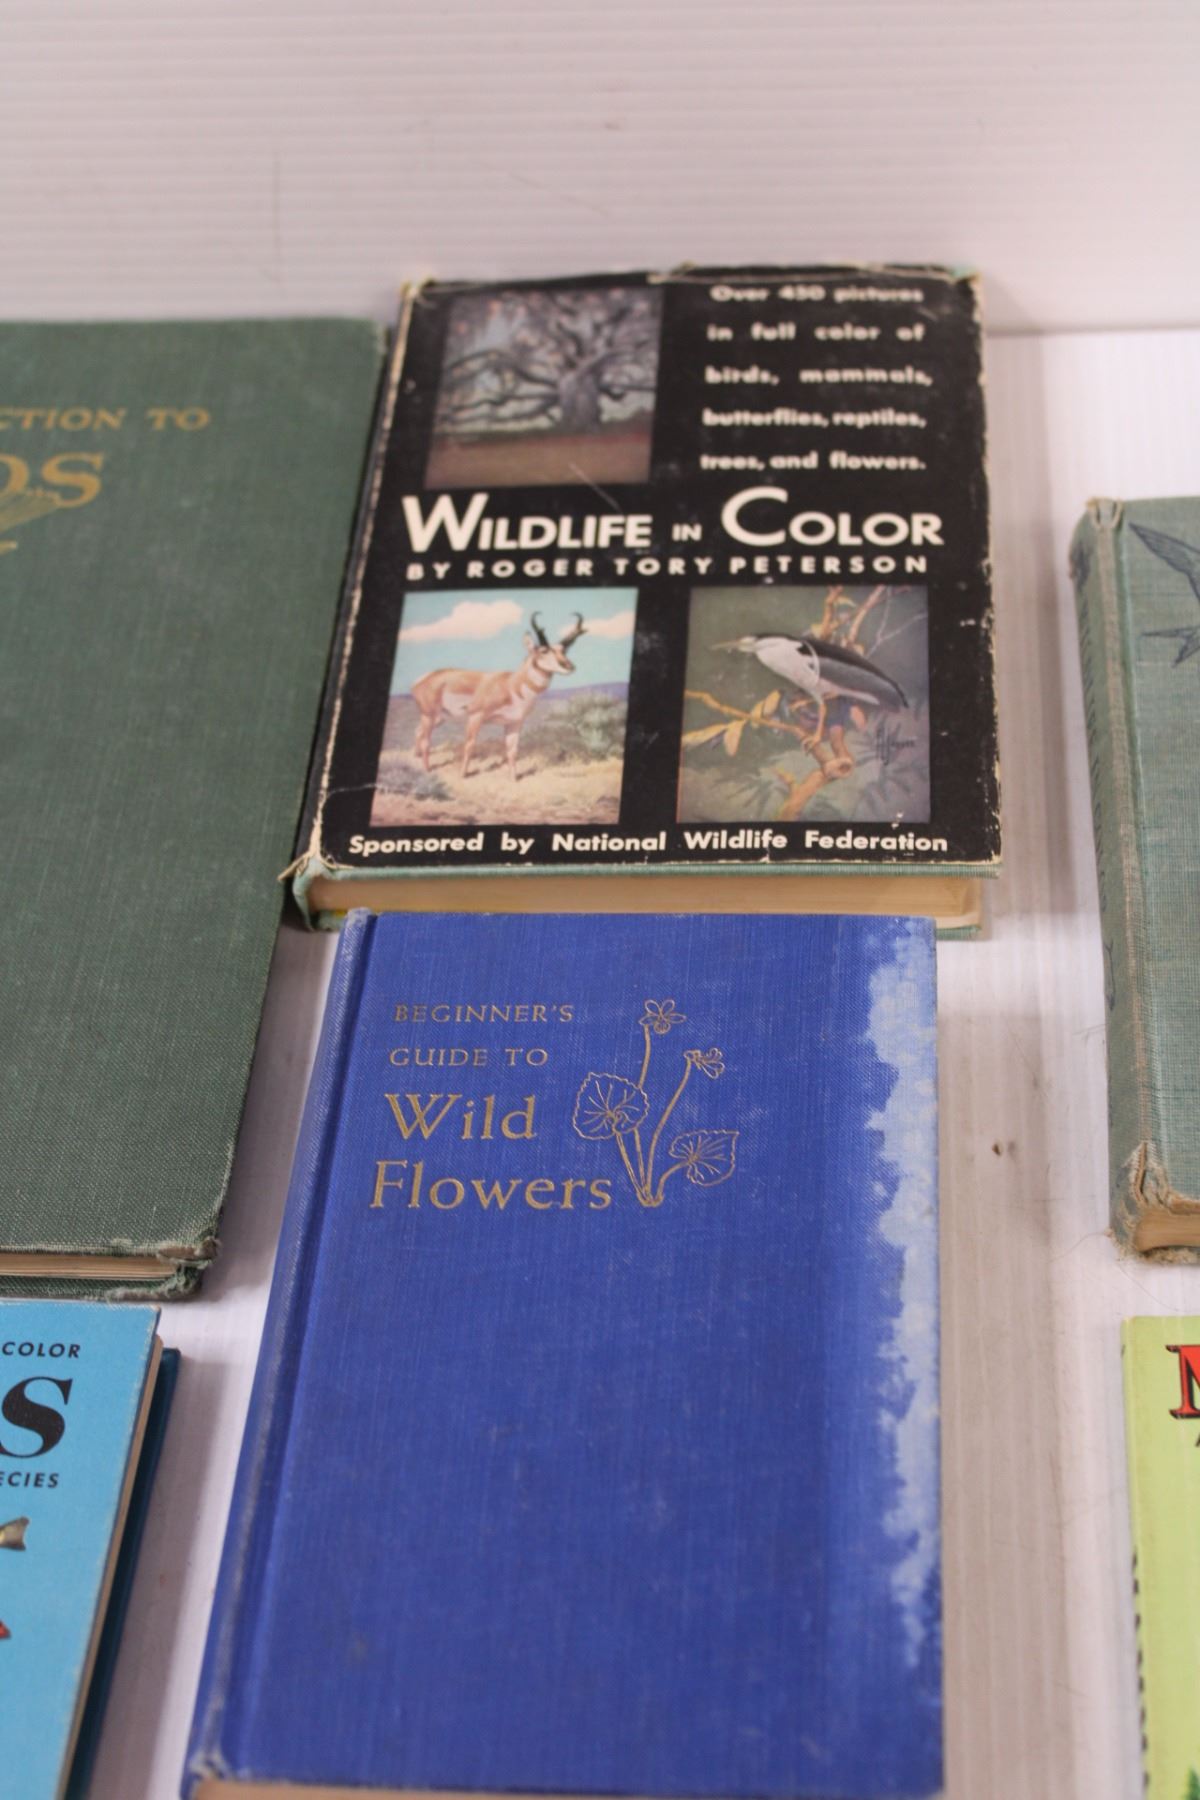 CTION TO
DS
Over 450 pictures
in full color of
birds, mammals,
butterflies, reptiles,
trees, and flowers.
WILDLIFE IN COLOR
BY ROGER TORY PETERSON
Sponsored by National Wildlife Federation
BEGINNER'S
GUIDE TO
Wild
Flowers
COLOR
S
ECIES
M